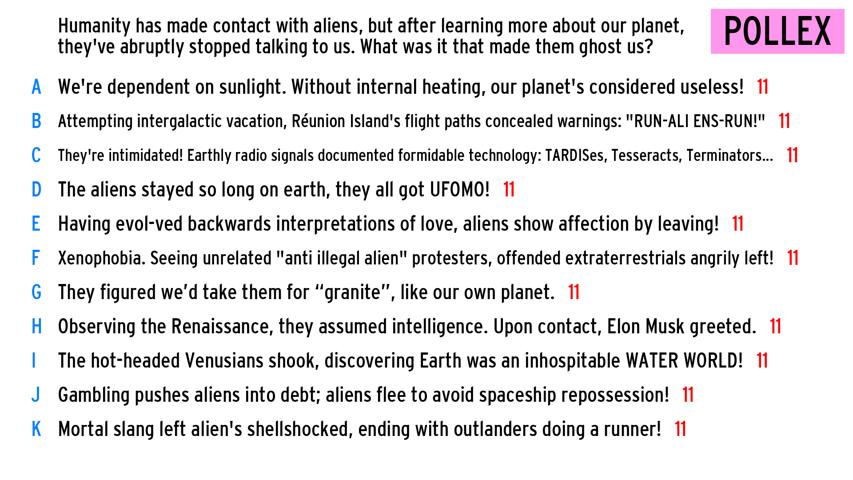 Humanity has made contact with aliens, but after learning more about our planet,
they've abruptly stopped talking to us. What was it that made them ghost us?
POLLEX
A We're dependent on sunlight. Without internal heating, our planet's considered useless! 11
B Attempting intergalactic vacation, Réunion Island's flight paths concealed warnings: "RUN-ALI ENS-RUN!" 11
C They're intimidated! Earthly radio signals documented formidable technology: TARDISes, Tesseracts, Terminators... 11
D The aliens stayed so long on earth, they all got UFOMO! 11
E Having evol-ved backwards interpretations of love, aliens show affection by leaving! 11
F Xenophobia. Seeing unrelated "anti illegal alien" protesters, offended extraterrestrials angrily left! 11
G They figured we’d take them for “granite”, like our own planet. 11
H Observing the Renaissance, they assumed intelligence. Upon contact, Elon Musk greeted. 11
I The hot-headed Venusians shook, discovering Earth was an inhospitable WATER WORLD! 11
J Gambling pushes aliens into debt; aliens flee to avoid spaceship repossession! 11
K Mortal slang left alien's shellshocked, ending with outlanders doing a runner! 11